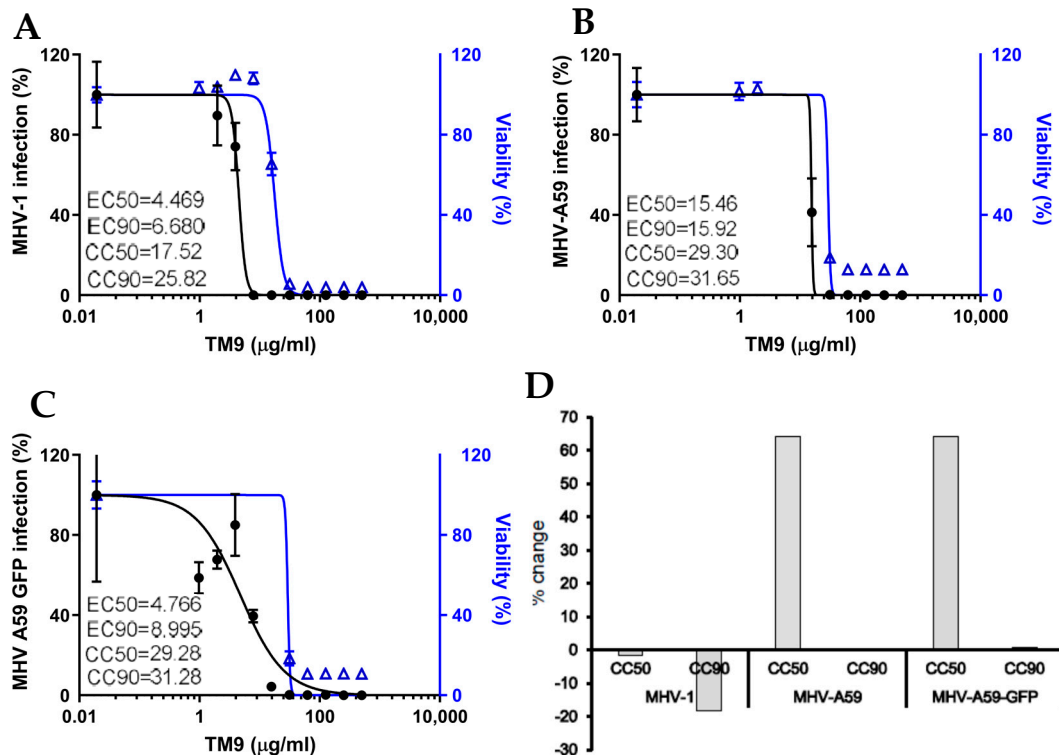 A
120
80
40
0
MHV-1 infection (%)
EC50=4.469
EC90=6.680
CC50=17.52
CC90=25.82
120
80
40
0
Viability (%)
0.01
1
100
10,000
TM9 (μg/ml)
B
120
80
40
0
MHV-A59 infection (%)
EC50=15.46
EC90=15.92
CC50=29.30
CC90=31.65
120
80
40
0
Viability (%)
0.01
1
100
10,000
TM9 (μg/ml)
C
120
80
40
0
MHV A59 GFP infection (%)
EC50=4.766
EC90=8.995
CC50=29.28
CC90=31.28
120
80
40
0
Viability (%)
0.01
1
100
10,000
TM9 (μg/ml)
D
70
60
50
40
30
20
10
0
-10
-20
-30
% change
CC50
CC90
CC50
CC90
CC50
CC90
MHV-1
MHV-A59
MHV-A59-GFP